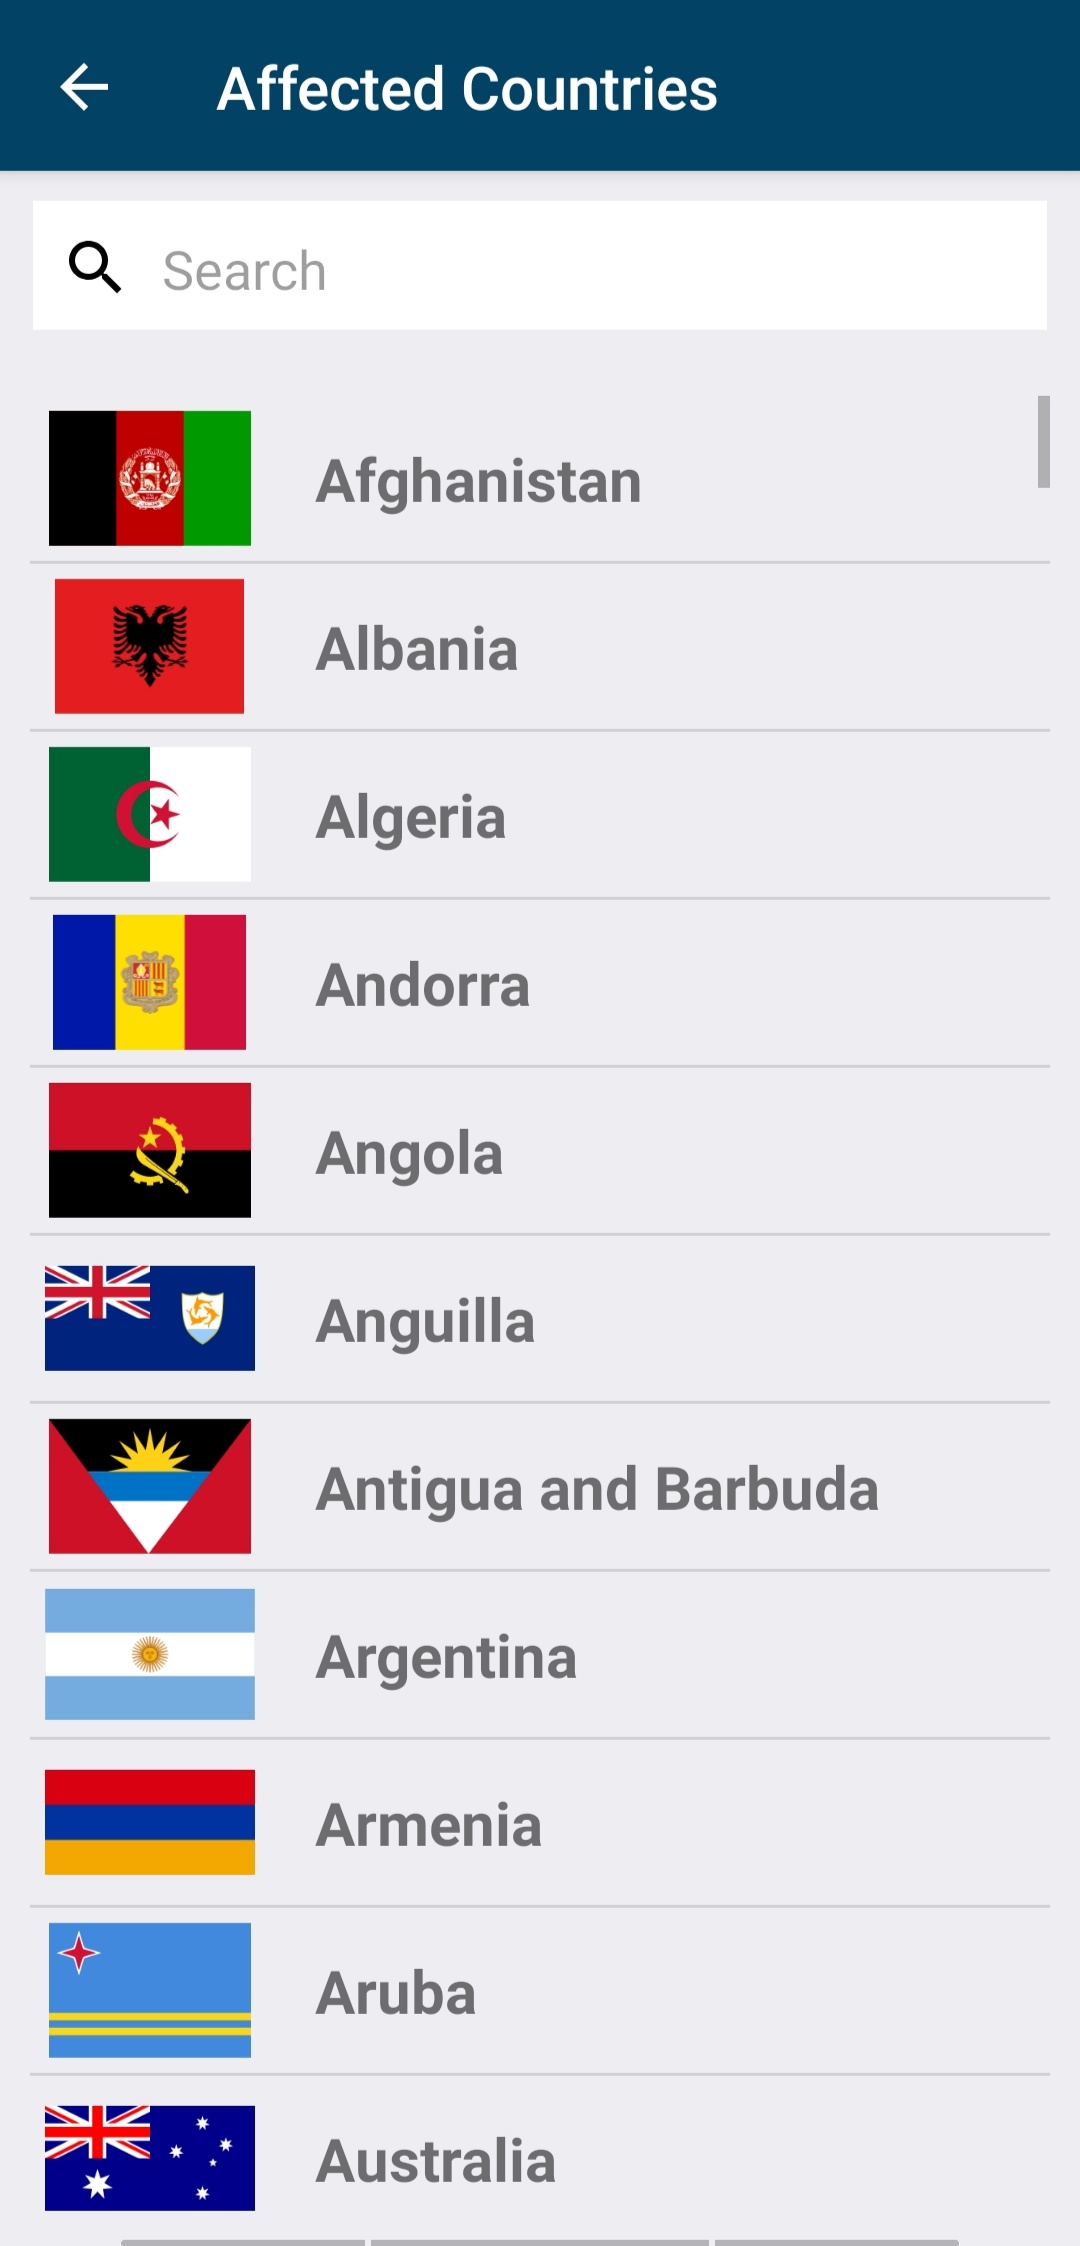 Affected Countries
Search
Afghanistan
Albania
Algeria
Andorra
Angola
Anguilla
Antigua and Barbuda
Argentina
Armenia
Aruba
Australia